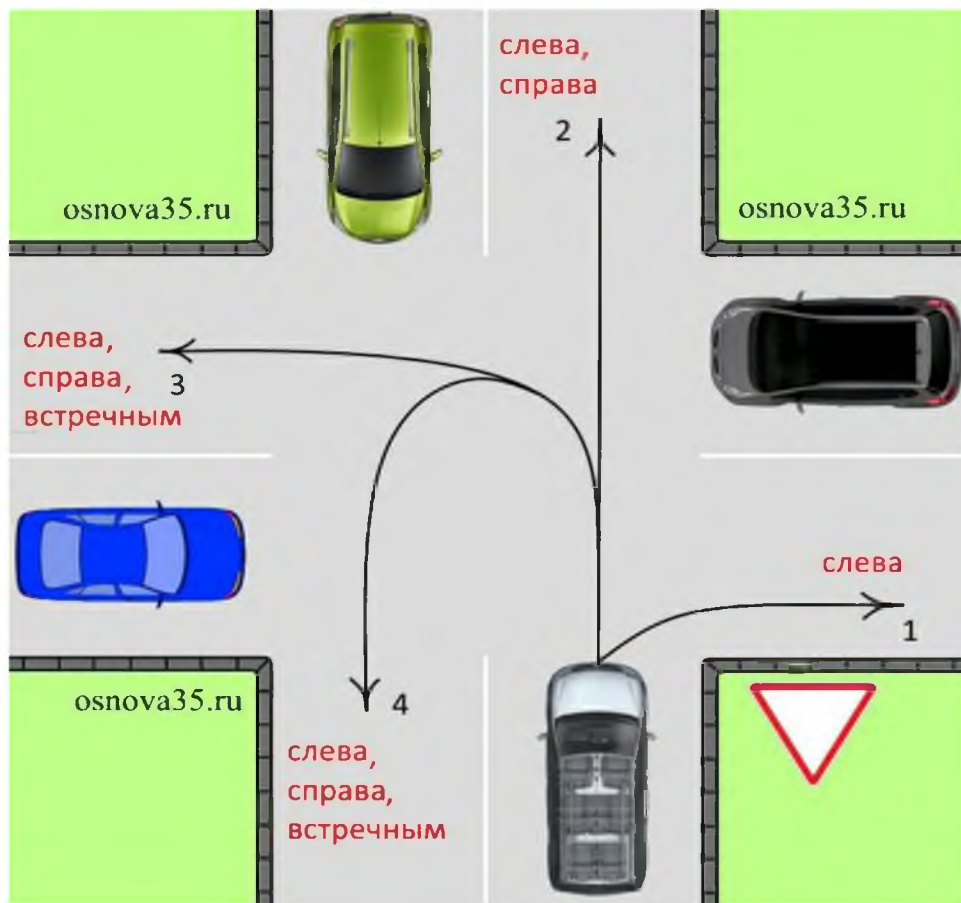 слева,
справа
2
osnova35.ru
osnova35.ru
слева,
справа,
встречным
3
слева
1
osnova35.ru
4
слева,
справа,
встречным